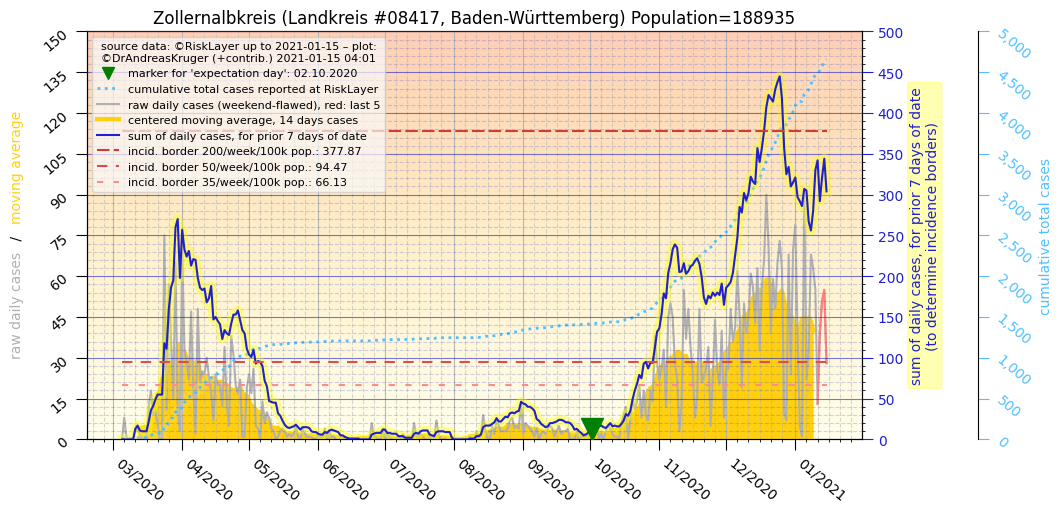 Zollernalbkreis (Landkreis #08417, Baden-Württemberg) Population=188935
source data: ©RiskLayer up to 2021-01-15 – plot:
©DrAndreasKruger (+contrib.) 2021-01-15 04:01
marker for 'expectation day': 02.10.2020
cumulative total cases reported at RiskLayer
raw daily cases (weekend-flawed), red: last 5
centered moving average, 14 days cases
sum of daily cases, for prior 7 days of date
incid. border 200/week/100k pop.: 377.87
incid. border 50/week/100k pop.: 94.47
incid. border 35/week/100k pop.: 66.13
raw daily cases / moving average
150
135
120
105
90
75
60
45
30
15
0
03/2020
04/2020
05/2020
06/2020
07/2020
08/2020
09/2020
10/2020
11/2020
12/2020
01/2021
500
450
400
350
300
250
200
150
100
50
0
sum of daily cases, for prior 7 days of date
(to determine incidence borders)
5,000
4,500
4,000
3,500
3,000
2,500
2,000
1,500
1,000
500
0
cumulative total cases